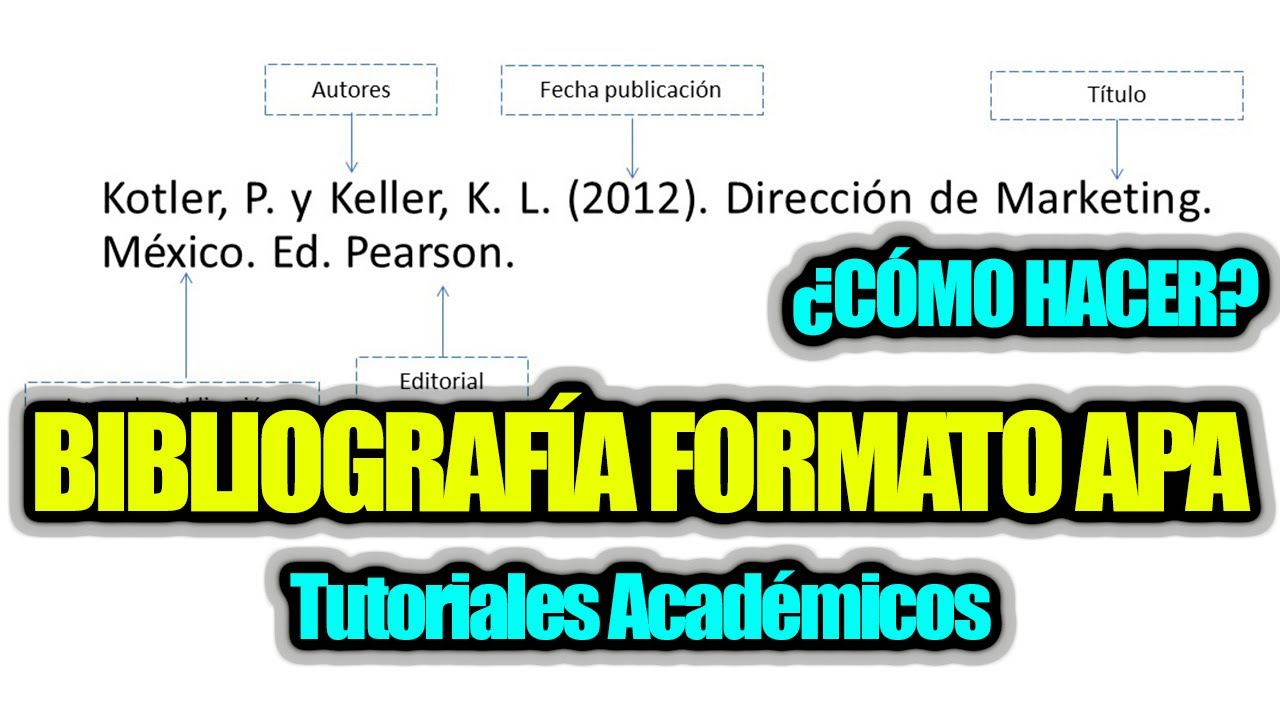 Autores
Fecha publicación
Título
Kotler, P. y Keller, K. L. (2012). Dirección de Marketing.
México. Ed. Pearson.
¿CÓMO HACER?
Editorial
BIBLIOGRAFÍA FORMATO APA
Tutoriales Académicos